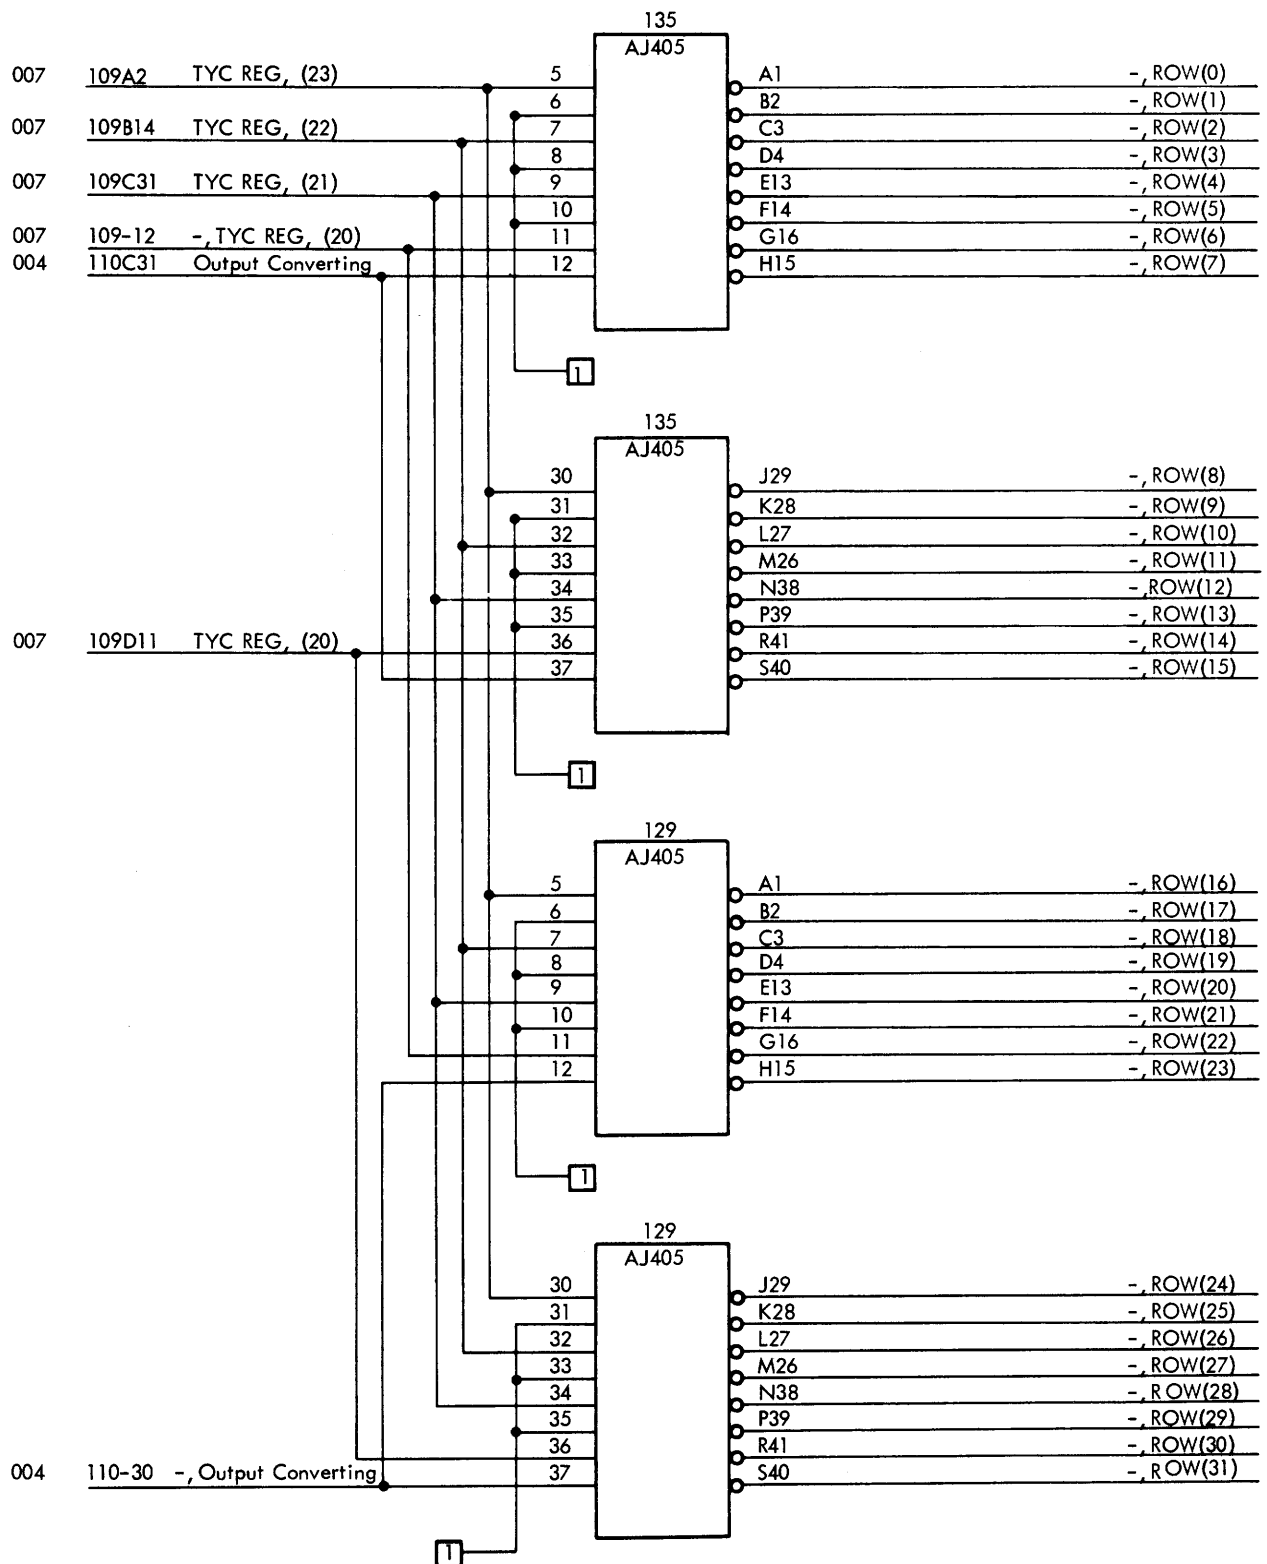 135
AJ405
007 109A2 TYC REG, (23) 5 A1 -, ROW(0)
6 B2 -, ROW(1)
007 109B14 TYC REG, (22) 7 C3 -, ROW(2)
8 D4 -, ROW(3)
007 109C31 TYC REG, (21) 9 E13 -, ROW(4)
10 F14 -, ROW(5)
007 109-12 -, TYC REG, (20) 11 G16 -, ROW(6)
004 110C31 Output Converting 12 H15 -, ROW(7)
1
135
AJ405
30 J29 -, ROW(8)
31 K28 -, ROW(9)
32 L27 -, ROW(10)
33 M26 -, ROW(11)
34 N38 -, ROW(12)
35 P39 -, ROW(13)
007 109D11 TYC REG, (20) 36 R41 -, ROW(14)
37 S40 -, ROW(15)
1
129
AJ405
5 A1 -, ROW(16)
6 B2 -, ROW(17)
7 C3 -, ROW(18)
8 D4 -, ROW(19)
9 E13 -, ROW(20)
10 F14 -, ROW(21)
11 G16 -, ROW(22)
12 H15 -, ROW(23)
1
129
AJ405
30 J29 -, ROW(24)
31 K28 -, ROW(25)
32 L27 -, ROW(26)
33 M26 -, ROW(27)
34 N38 -, ROW(28)
35 P39 -, ROW(29)
36 R41 -, ROW(30)
004 110-30 -, Output Converting 37 S40 -, ROW(31)
1